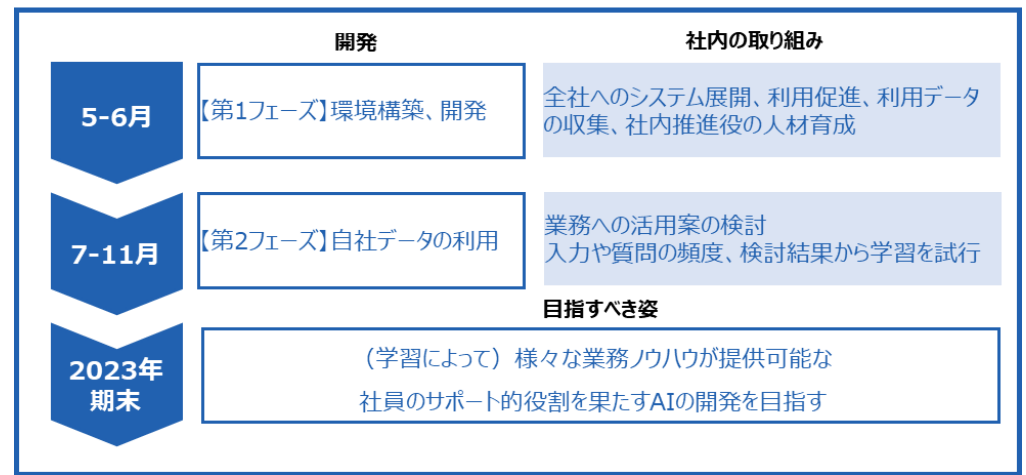 開発
社内の取り組み
5-6月
【第1フェーズ】環境構築、開発
全社へのシステム展開、利用促進、利用データ
の収集、社内推進役の人材育成
7-11月
【第2フェーズ】自社データの利用
業務への活用案の検討
入力や質問の頻度、検討結果から学習を試行
目指すべき姿
2023年
期末
（学習によって）様々な業務ノウハウが提供可能な
社員のサポート的役割を果たすAIの開発を目指す